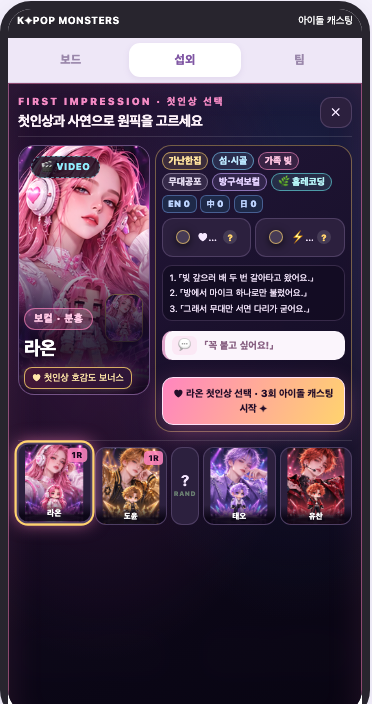 K✦POP MONSTERS
아이돌 캐스팅
보드
섭외
팀
FIRST IMPRESSION · 첫인상 선택
첫인상과 사연으로 원픽을 고르세요
×
VIDEO
보컬 · 분홍
라온
첫인상 호감도 보너스
가난한집 섬·시골 가족 빚
무대공포 방구석보컬 홈레코딩
EN 0 中 0 日 0
... ?
... ?
1. 「빚 갚으러 배 두 번 갈아타고 왔어요.」
2. 「방에서 마이크 하나로만 불렀어요.」
3. 「그래서 무대만 서면 다리가 굳어요.」
「꼭 붙고 싶어요!」
라온 첫인상 선택 · 3회 아이돌 캐스팅
시작 ✦
1R
라온
1R
도윤
?
RAND
태오
유찬